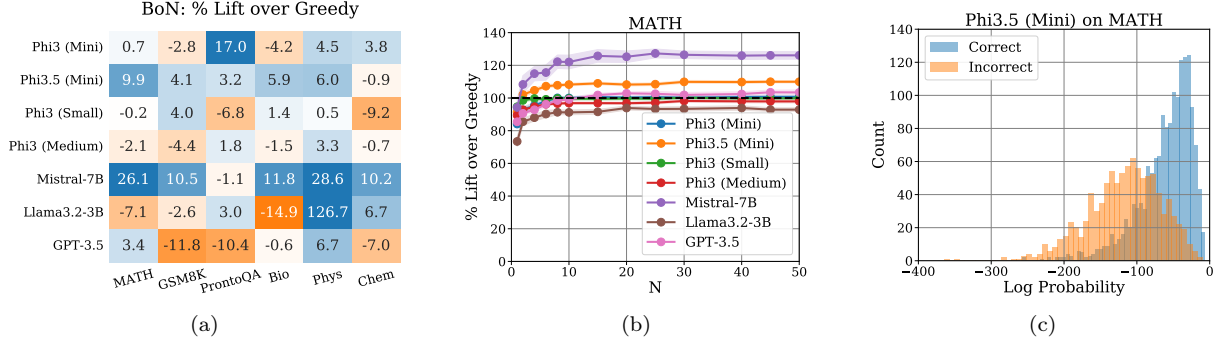 BoN: % Lift over Greedy
Phi3 (Mini) 0.7 -2.8 17.0 -4.2 4.5 3.8
Phi3.5 (Mini) 9.9 4.1 3.2 5.9 6.0 -0.9
Phi3 (Small) -0.2 4.0 -6.8 1.4 0.5 -9.2
Phi3 (Medium) -2.1 -4.4 1.8 -1.5 3.3 -0.7
Mistral-7B 26.1 10.5 -1.1 11.8 28.6 10.2
Llama3.2-3B -7.1 -2.6 3.0 -14.9 126.7 6.7
GPT-3.5 3.4 -11.8 -10.4 -0.6 6.7 -7.0
MATH GSM8K ProntoQA Bio Phys Chem
(a)
MATH
% Lift over Greedy
140
120
100
80
60
40
20
0
Phi3 (Mini)
Phi3.5 (Mini)
Phi3 (Small)
Phi3 (Medium)
Mistral-7B
Llama3.2-3B
GPT-3.5
0 10 20 30 40 50
N
(b)
Phi3.5 (Mini) on MATH
Correct
Incorrect
Count
140
120
100
80
60
40
20
0
−400 −300 −200 −100 0
Log Probability
(c)